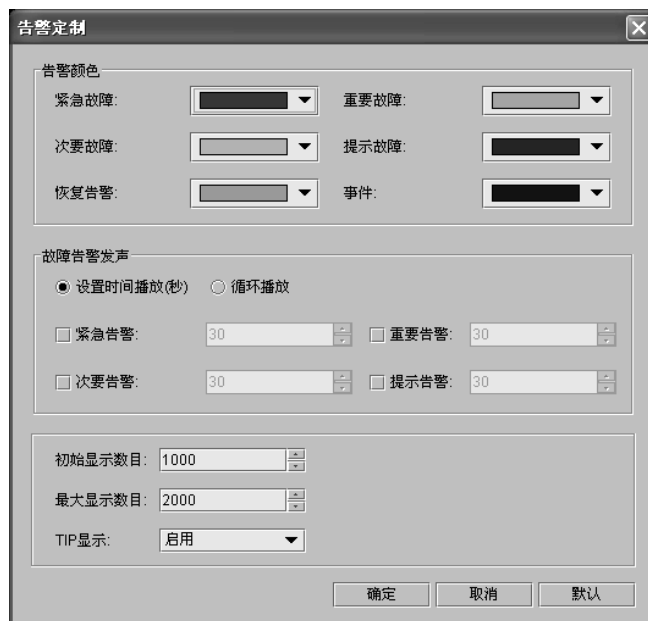 告警定制
告警颜色
紧急故障: 重要故障:
次要故障: 提示故障:
恢复告警: 事件:
故障告警发声
设置时间播放(秒) 循环播放
紧急告警: 30 重要告警: 30
次要告警: 30 提示告警: 30
初始显示数目: 1000
最大显示数目: 2000
TIP显示: 启用
确定 取消 默认